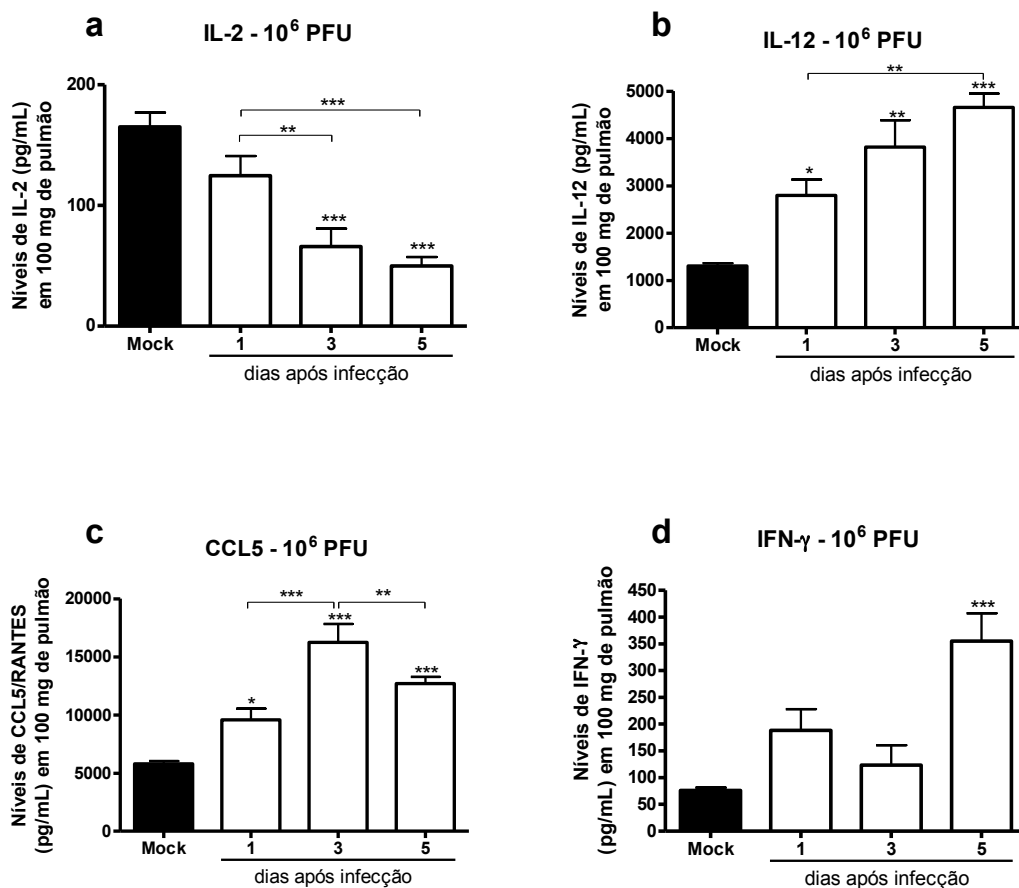 a
IL-2 - 10⁶ PFU
Níveis de IL-2 (pg/mL)
em 100 mg de pulmão
200
100
0
***
**
***
***
Mock
1
3
5
dias após infecção
b
IL-12 - 10⁶ PFU
Níveis de IL-12 (pg/mL)
em 100 mg de pulmão
5000
4000
3000
2000
1000
0
**
*
**
***
Mock
1
3
5
dias após infecção
c
CCL5 - 10⁶ PFU
Níveis de CCL5/RANTES
(pg/mL) em 100 mg de pulmão
20000
15000
10000
5000
0
***
**
*
***
***
Mock
1
3
5
dias após infecção
d
IFN-γ - 10⁶ PFU
Níveis de IFN-γ
(pg/mL) em 100 mg de pulmão
450
400
350
300
250
200
150
100
50
0
***
Mock
1
3
5
dias após infecção